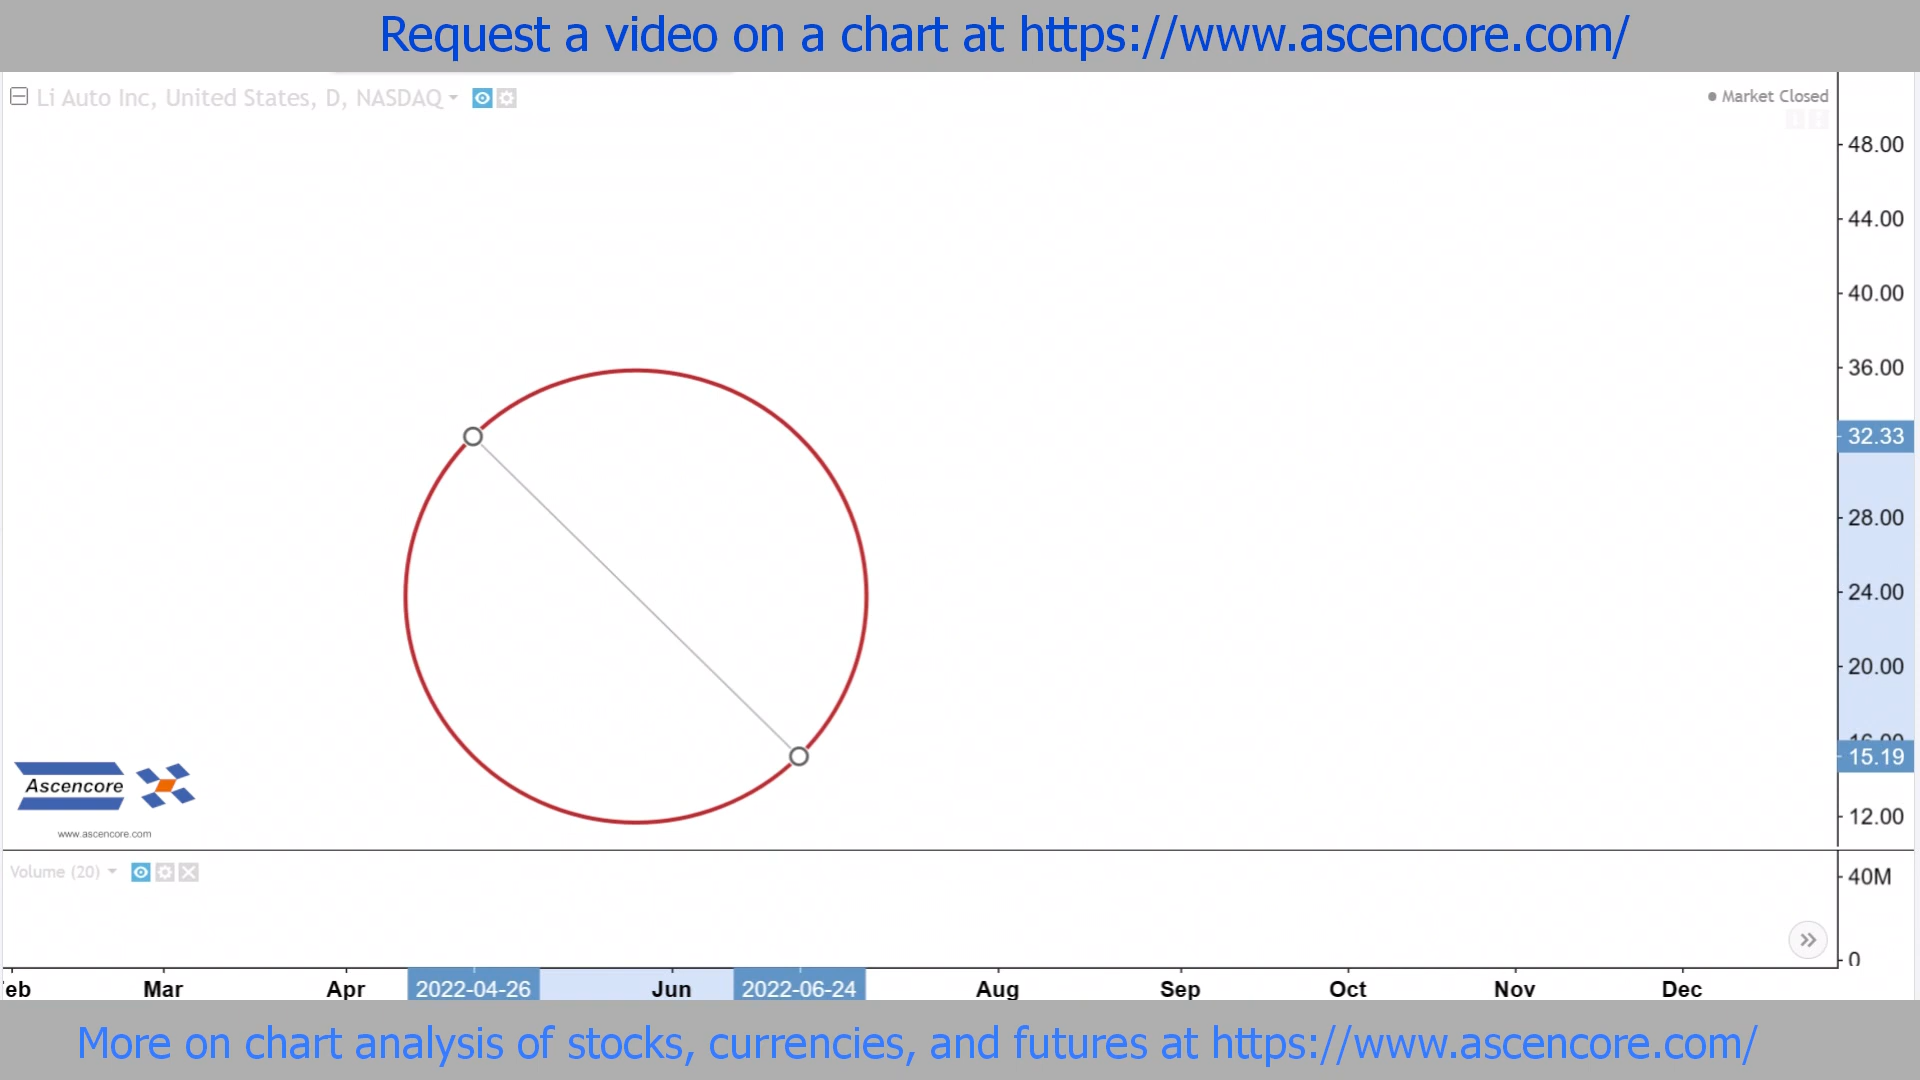 Request a video on a chart at https://www.ascencore.com/
Li Auto Inc, United States, D, NASDAQ
Market Closed
48.00
44.00
40.00
36.00
32.33
28.00
24.00
20.00
16.00
15.19
12.00
Ascencore
www.ascencore.com
Volume (20)
40M
0
eb Mar Apr 2022-04-26 Jun 2022-06-24 Aug Sep Oct Nov Dec
More on chart analysis of stocks, currencies, and futures at https://www.ascencore.com/